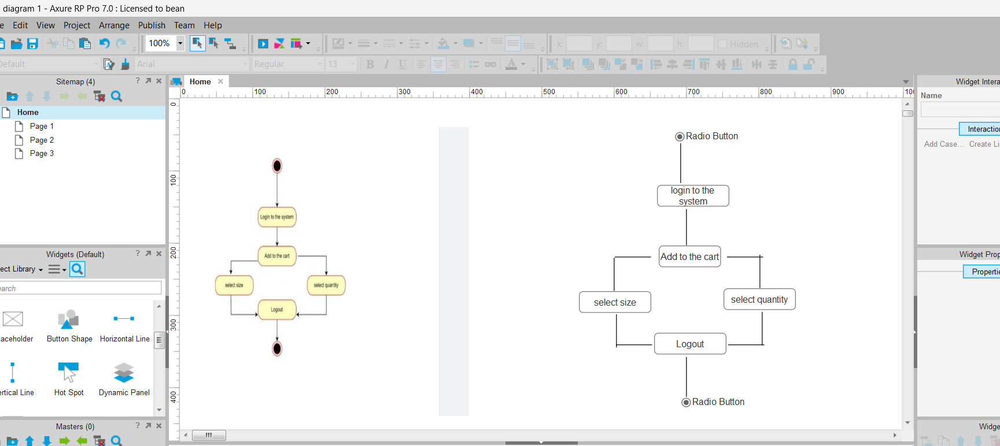 diagram 1 - Axure RP Pro 7.0 : Licensed to bean
e Edit View Project Arrange Publish Team Help
100% x: y: w: h: Hidden
Default Arial Regular 13 B I U A
Sitemap (4) ?
Home
Page 1
Page 2
Page 3
Widgets (Default) ?
ect Library
earch
laceholder Button Shape Horizontal Line
ertical Line Hot Spot Dynamic Panel
Masters (0) ?
Home
0 100 200 300 400 500 600 700 800 900 100
0
100
200
300
400
Login to the system
Add to the cart
select size
select quantity
Logout
Radio Button
login to the
system
Add to the cart
select size
select quantity
Logout
Radio Button
Widget Intera
Name
Interaction
Add Case... Create Li
Widget Prop
Propertie
Widge